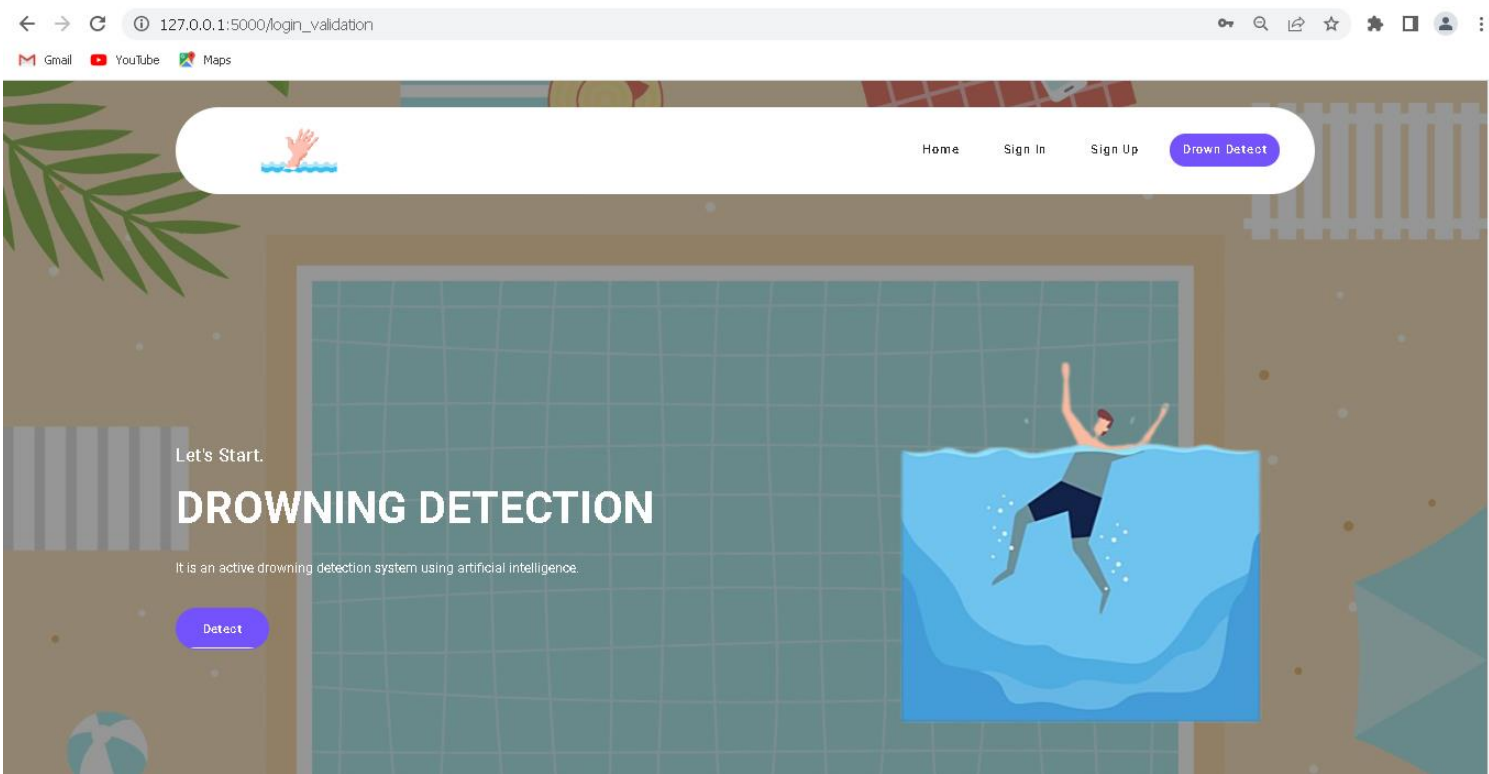 127.0.0.1:5000/login_validation
Gmail YouTube Maps
Home Sign In Sign Up Drown Detect
Let's Start.
DROWNING DETECTION
It is an active drowning detection system using artificial intelligence.
Detect